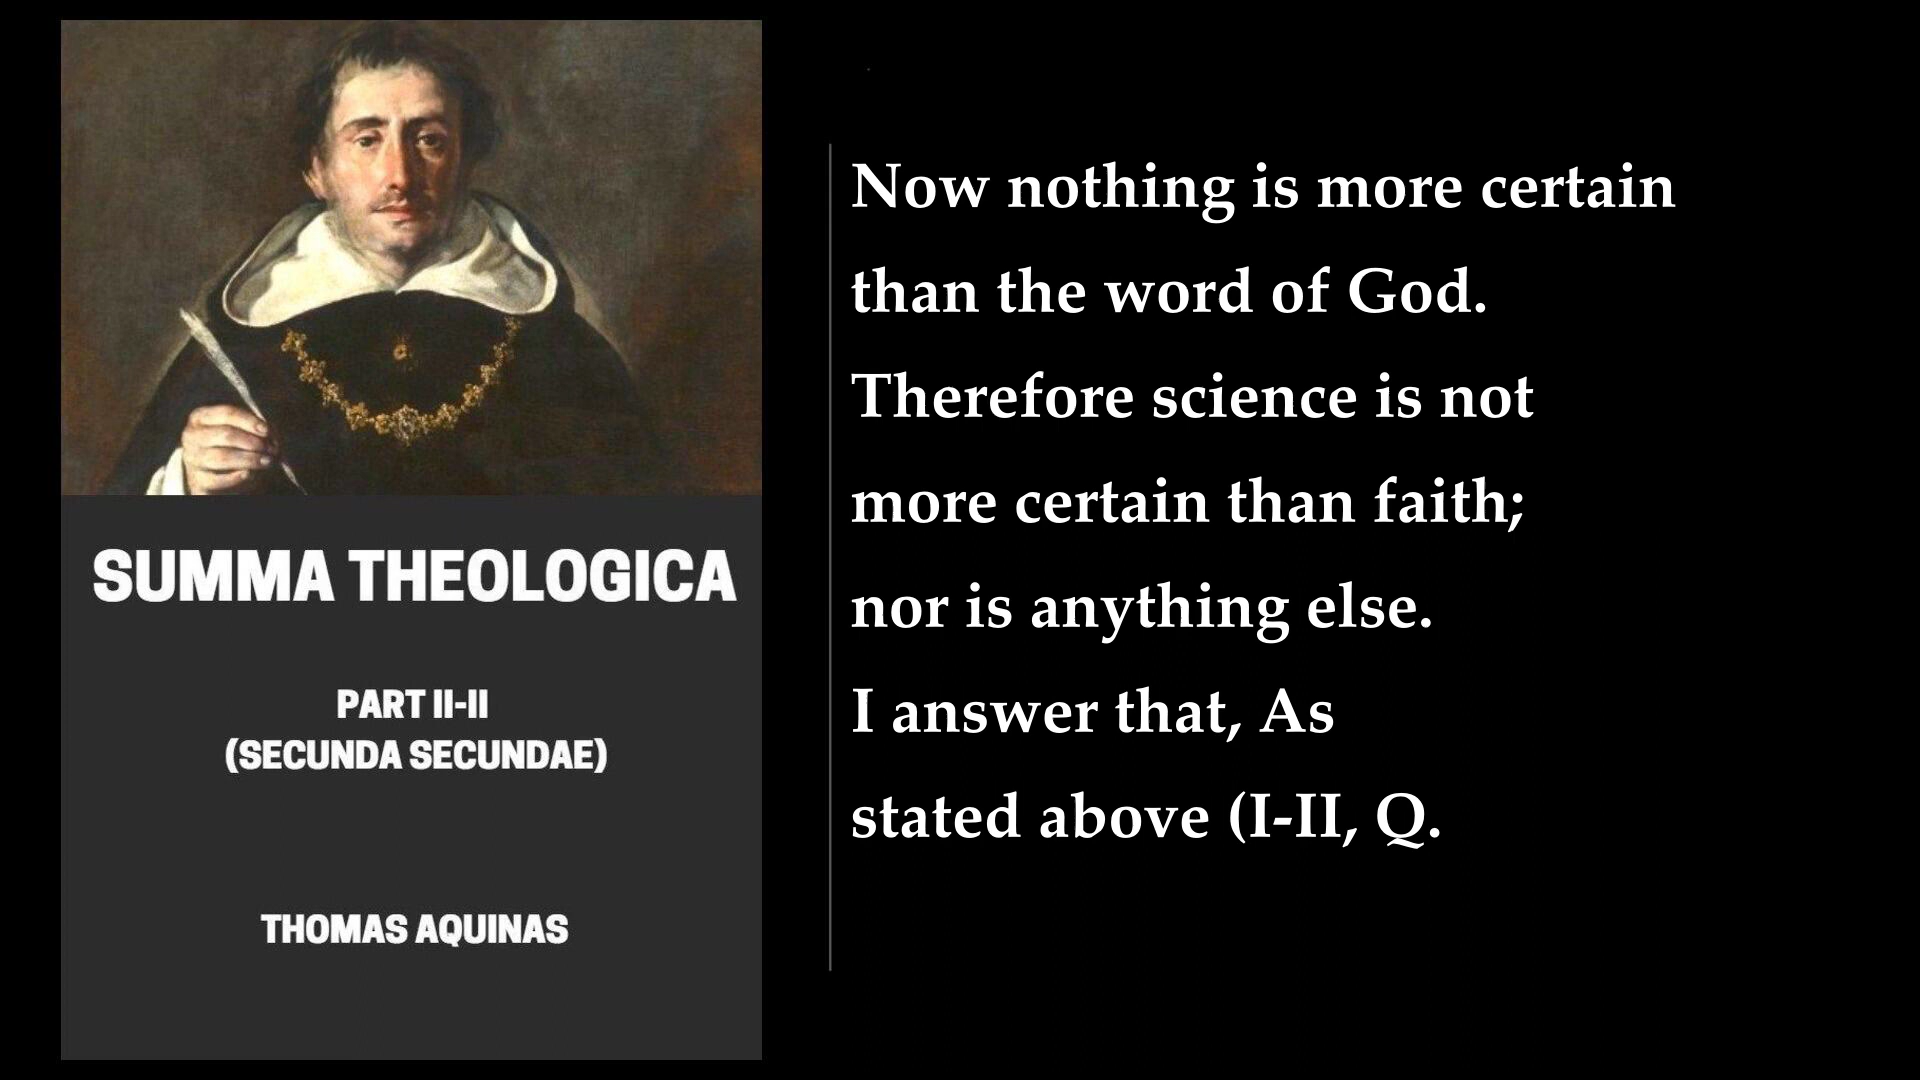 SUMMA THEOLOGICA
PART II-II
(SECUNDA SECUNDAE)
THOMAS AQUINAS
Now nothing is more certain
than the word of God.
Therefore science is not
more certain than faith;
nor is anything else.
I answer that, As
stated above (I-II, Q.